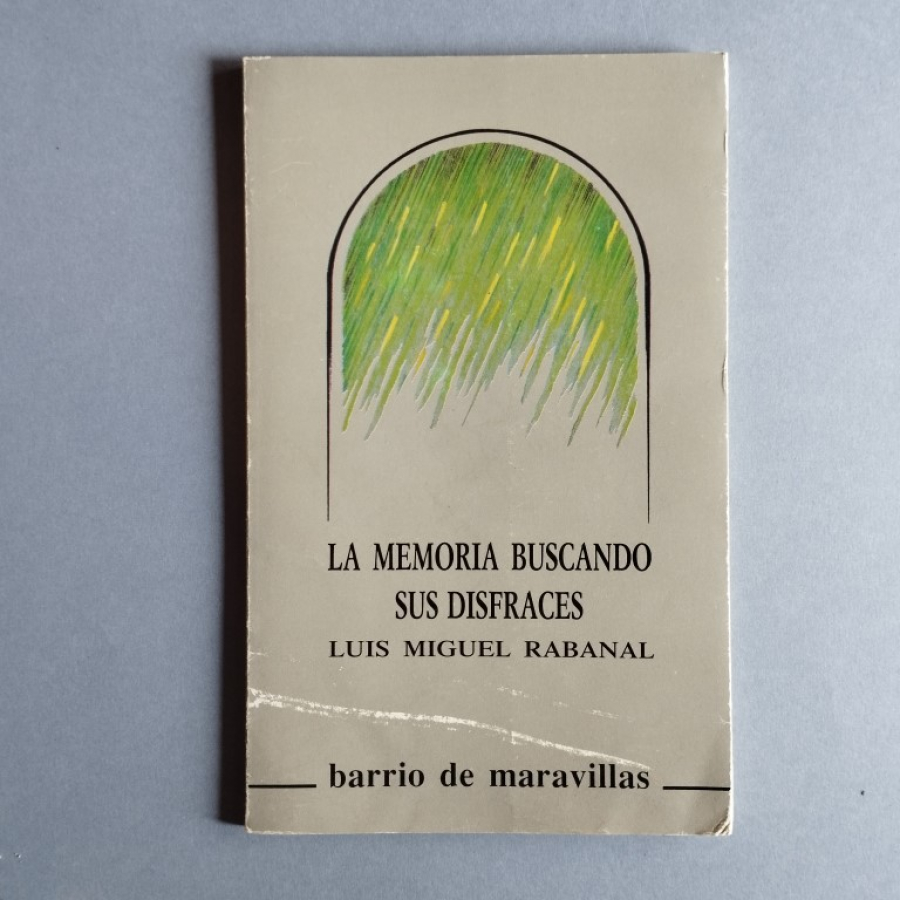 LA MEMORIA BUSCANDO
SUS DISFRACES
LUIS MIGUEL RABANAL
barrio de maravillas